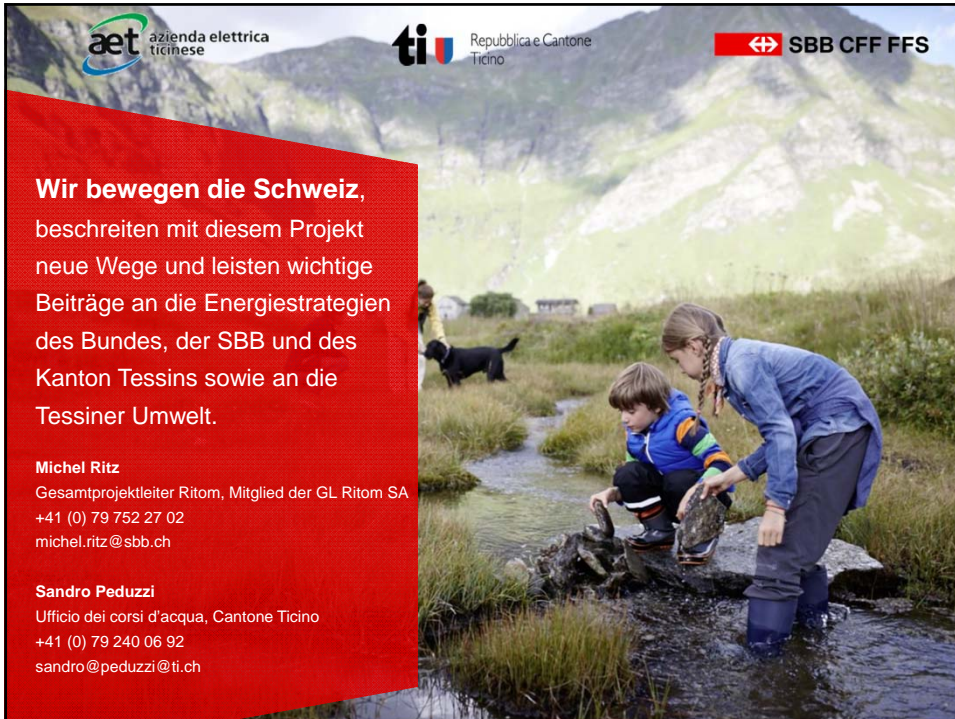 aet azienda elettrica
ticinese
ti Repubblica e Cantone
Ticino
SBB CFF FFS
Wir bewegen die Schweiz,
beschreiten mit diesem Projekt
neue Wege und leisten wichtige
Beiträge an die Energiestrategien
des Bundes, der SBB und des
Kanton Tessins sowie an die
Tessiner Umwelt.
Michel Ritz
Gesamtprojektleiter Ritom, Mitglied der GL Ritom SA
+41 (0) 79 752 27 02
michel.ritz@sbb.ch
Sandro Peduzzi
Ufficio dei corsi d'acqua, Cantone Ticino
+41 (0) 79 240 06 92
sandro@peduzzi@ti.ch